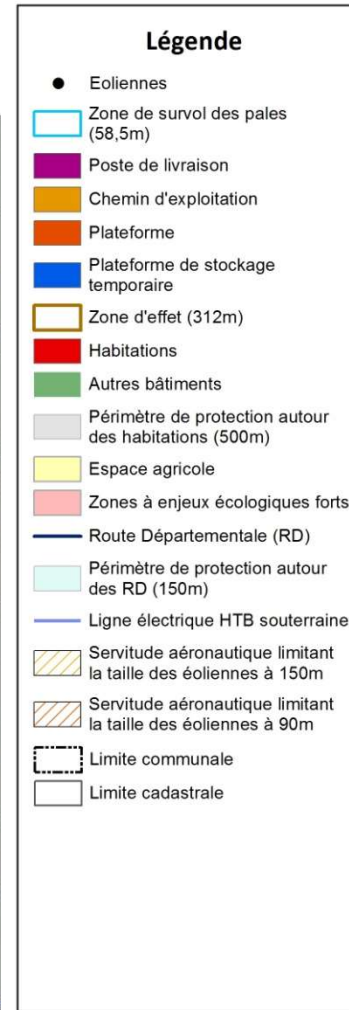 Légende
Eoliennes
Zone de survol des pales
(58,5m)
Poste de livraison
Chemin d'exploitation
Plateforme
Plateforme de stockage
temporaire
Zone d'effet (312m)
Habitations
Autres bâtiments
Périmètre de protection autour
des habitations (500m)
Espace agricole
Zones à enjeux écologiques forts
Route Départementale (RD)
Périmètre de protection autour
des RD (150m)
Ligne électrique HTB souterraine
Servitude aéronautique limitant
la taille des éoliennes à 150m
Servitude aéronautique limitant
la taille des éoliennes à 90m
Limite communale
Limite cadastrale